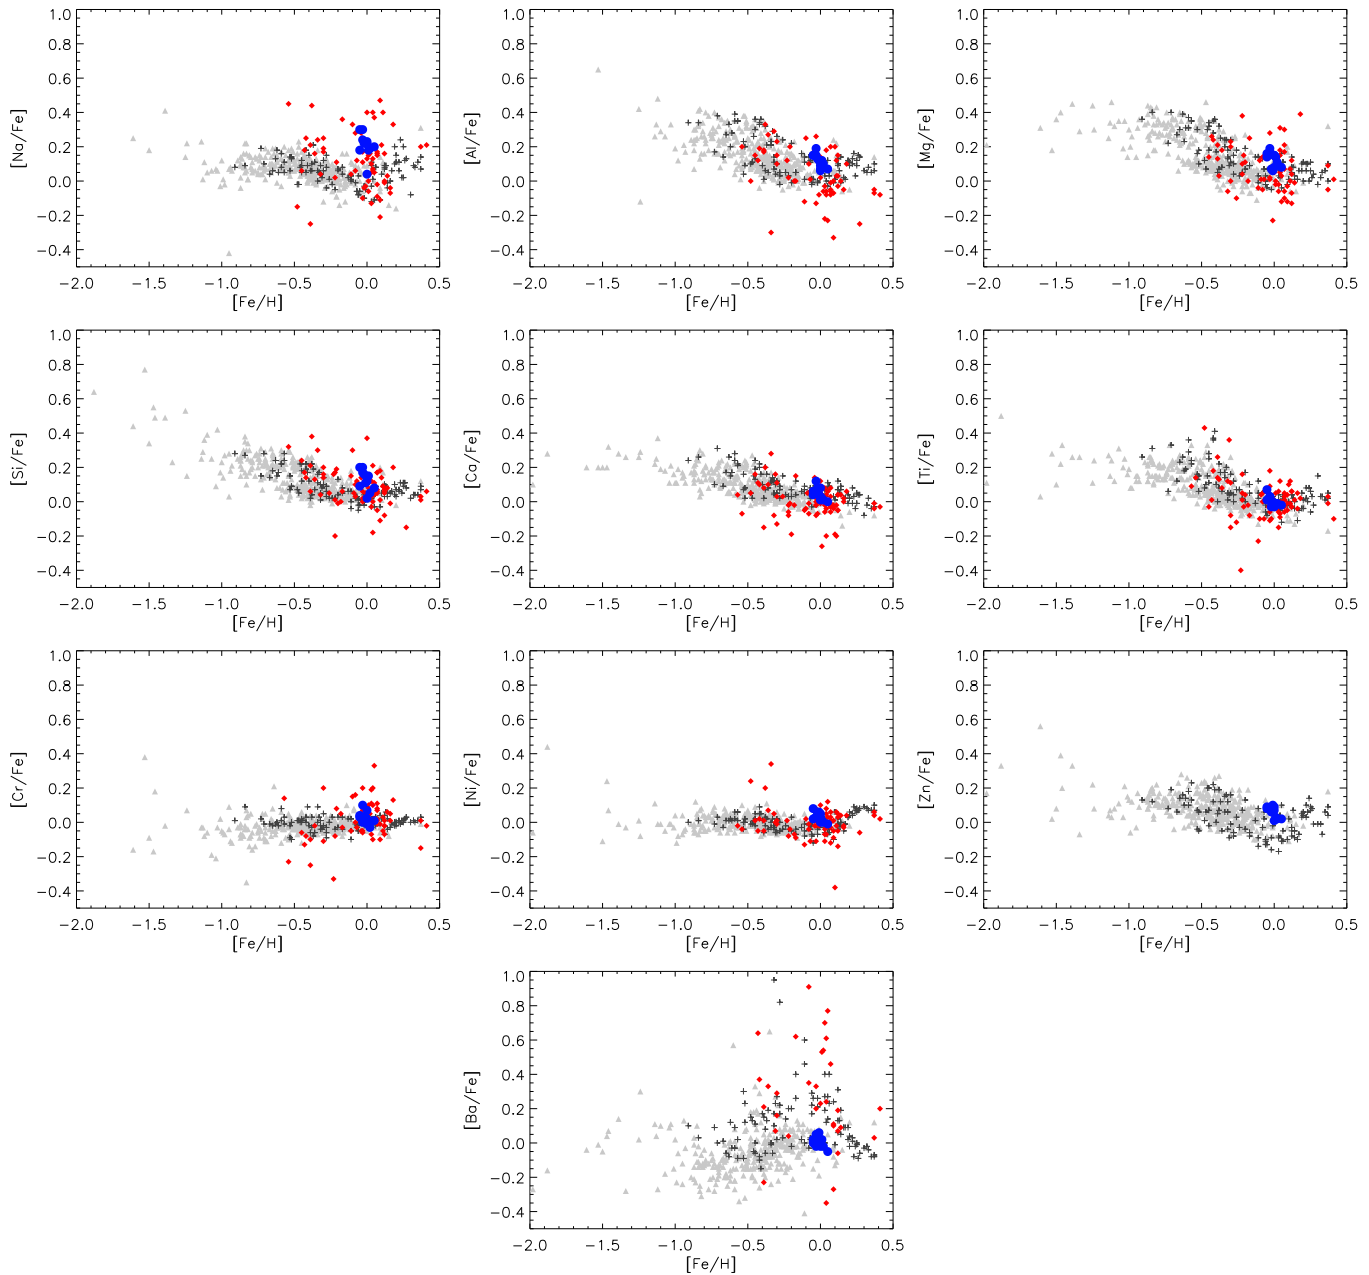 1.0 1.0 1.0
0.8 0.8 0.8
0.6 0.6 0.6
0.4 0.4 0.4
0.2 0.2 0.2
0.0 0.0 0.0
−0.2 −0.2 −0.2
−0.4 −0.4 −0.4
[Na/Fe] [Al/Fe] [Mg/Fe]
−2.0 −1.5 −1.0 −0.5 0.0 0.5 −2.0 −1.5 −1.0 −0.5 0.0 0.5 −2.0 −1.5 −1.0 −0.5 0.0 0.5
[Fe/H] [Fe/H] [Fe/H]
1.0 1.0 1.0
0.8 0.8 0.8
0.6 0.6 0.6
0.4 0.4 0.4
0.2 0.2 0.2
0.0 0.0 0.0
−0.2 −0.2 −0.2
−0.4 −0.4 −0.4
[Si/Fe] [Ca/Fe] [Ti/Fe]
−2.0 −1.5 −1.0 −0.5 0.0 0.5 −2.0 −1.5 −1.0 −0.5 0.0 0.5 −2.0 −1.5 −1.0 −0.5 0.0 0.5
[Fe/H] [Fe/H] [Fe/H]
1.0 1.0 1.0
0.8 0.8 0.8
0.6 0.6 0.6
0.4 0.4 0.4
0.2 0.2 0.2
0.0 0.0 0.0
−0.2 −0.2 −0.2
−0.4 −0.4 −0.4
[Cr/Fe] [Ni/Fe] [Zn/Fe]
−2.0 −1.5 −1.0 −0.5 0.0 0.5 −2.0 −1.5 −1.0 −0.5 0.0 0.5 −2.0 −1.5 −1.0 −0.5 0.0 0.5
[Fe/H] [Fe/H] [Fe/H]
1.0
0.8
0.6
0.4
0.2
0.0
−0.2
−0.4
[Ba/Fe]
−2.0 −1.5 −1.0 −0.5 0.0 0.5
[Fe/H]